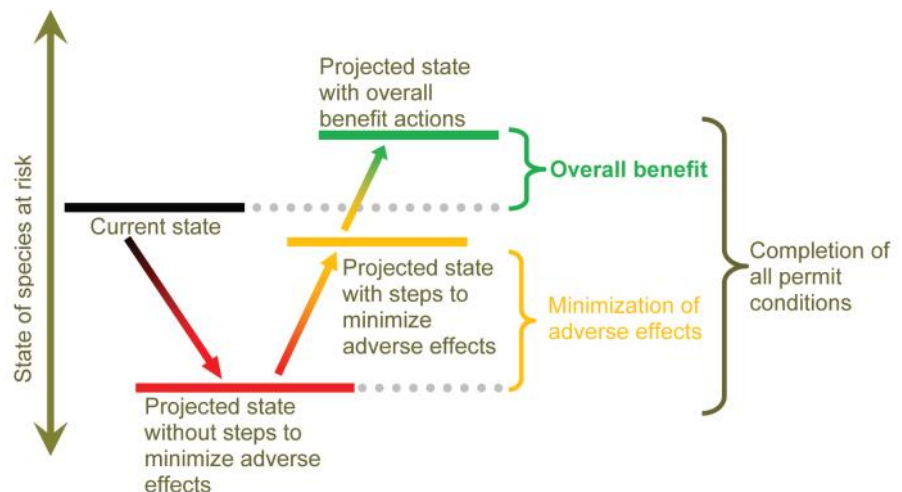 State of species at risk
Projected state
with overall
benefit actions
Overall benefit
Current state
Projected state
with steps to
minimize
adverse effects
Minimization of
adverse effects
Completion of
all permit
conditions
Projected state
without steps to
minimize adverse
effects